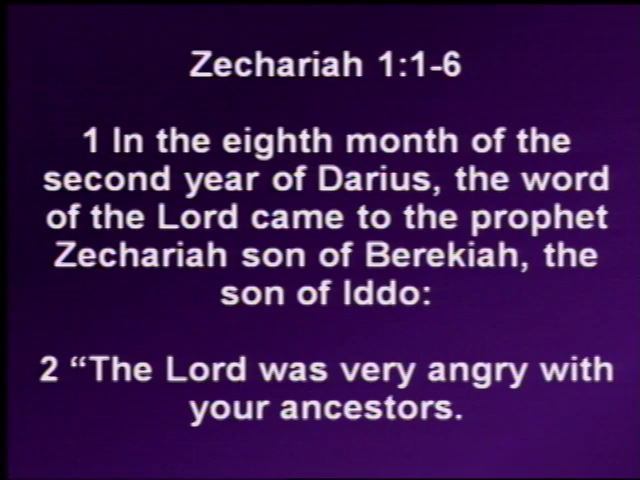 Zechariah 1:1-6
1 In the eighth month of the
second year of Darius, the word
of the Lord came to the prophet
Zechariah son of Berekiah, the
son of Iddo:
2 “The Lord was very angry with
your ancestors.